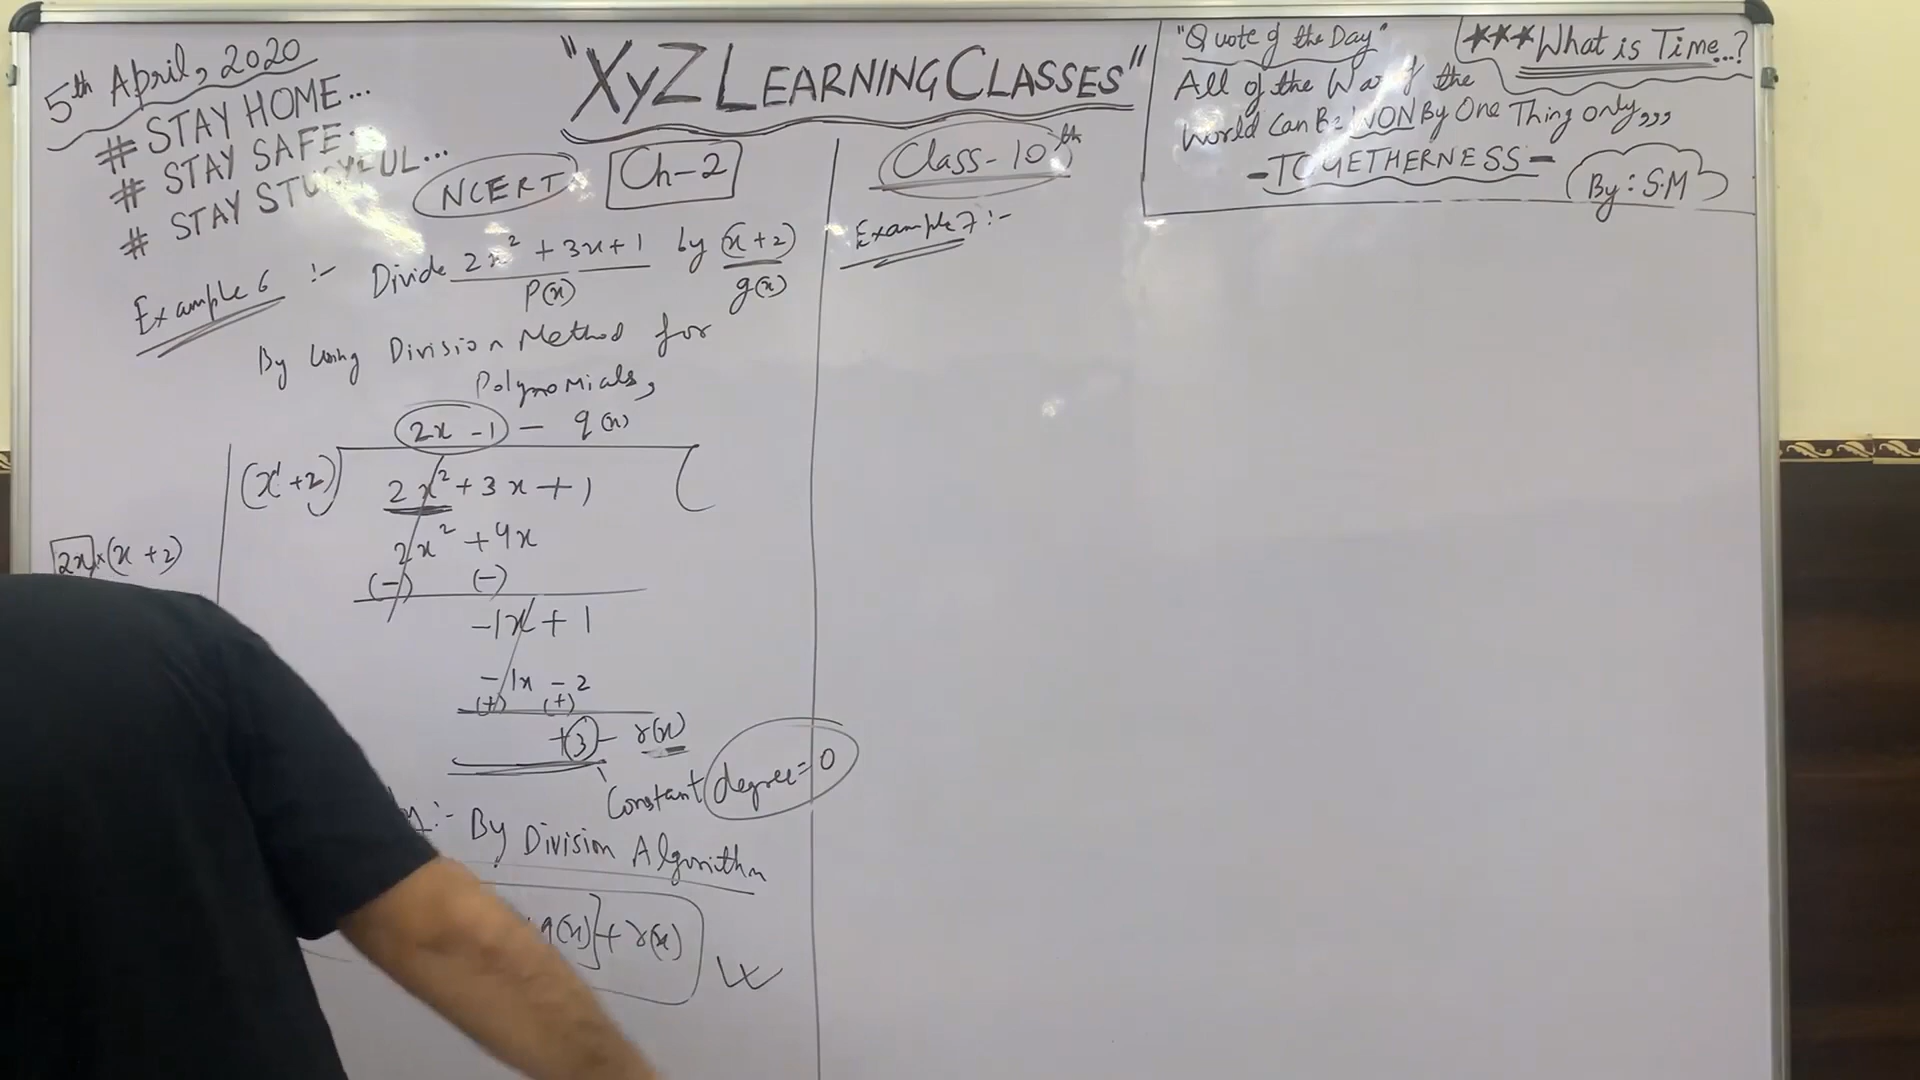 5th April, 2020
# STAY HOME...
# STAY SAFE.
# STAY STUDYFUL...
"XyZ LEARNING CLASSES"
"Quote of the Day"
All of the War of the
World Can Be WON By One Thing only,,,
- TOGETHERNESS -
By : S.M
***What is Time...?
NCERT
Ch-2
Class-10th
Example 6 :- Divide 2x² + 3x + 1 by (x+2)
P(x) g(x)
By Using Division Method for
Polynomials,
2x - 1 - q(x)
(x+2) 2x² + 3x + 1
2x² + 4x
(-) (-)
-1x + 1
-1x - 2
(+) (+)
+3 - r(x)
Constant degree = 0
2x × (x + 2)
:- By Division Algorithm
q(x)] + r(x)
Example 7 :-